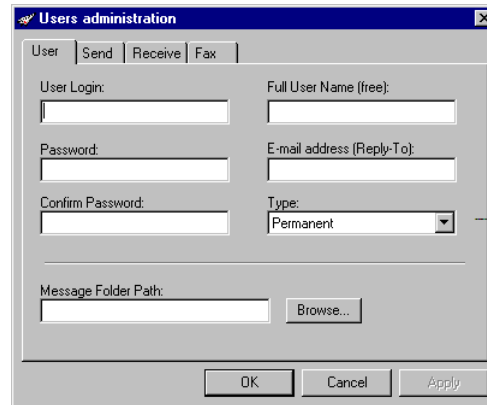 Users administration
User Send Receive Fax
User Login: Full User Name (free):
Password: E-mail address (Reply-To):
Confirm Password: Type:
Permanent
Message Folder Path:
Browse...
OK Cancel Apply